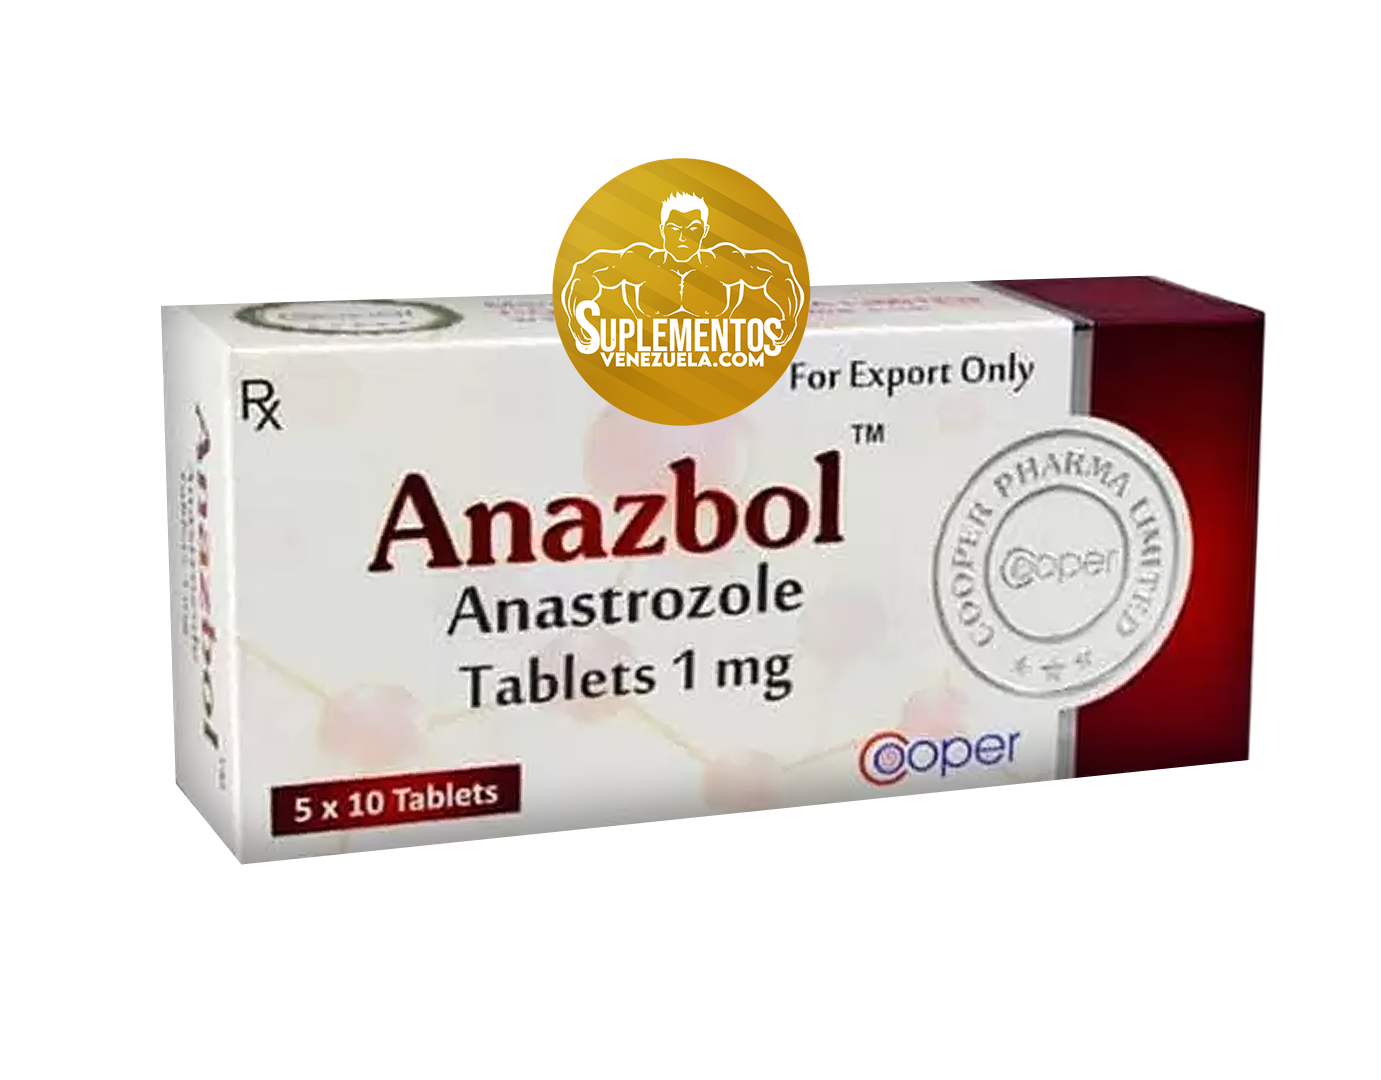 SUPLEMENTOS
VENEZUELA.COM
For Export Only
Rx
Anazbol™
Anastrozole
Tablets 1 mg
5 x 10 Tablets
Cooper
COOPER PHARMA LIMITED
Cooper
Anazbol